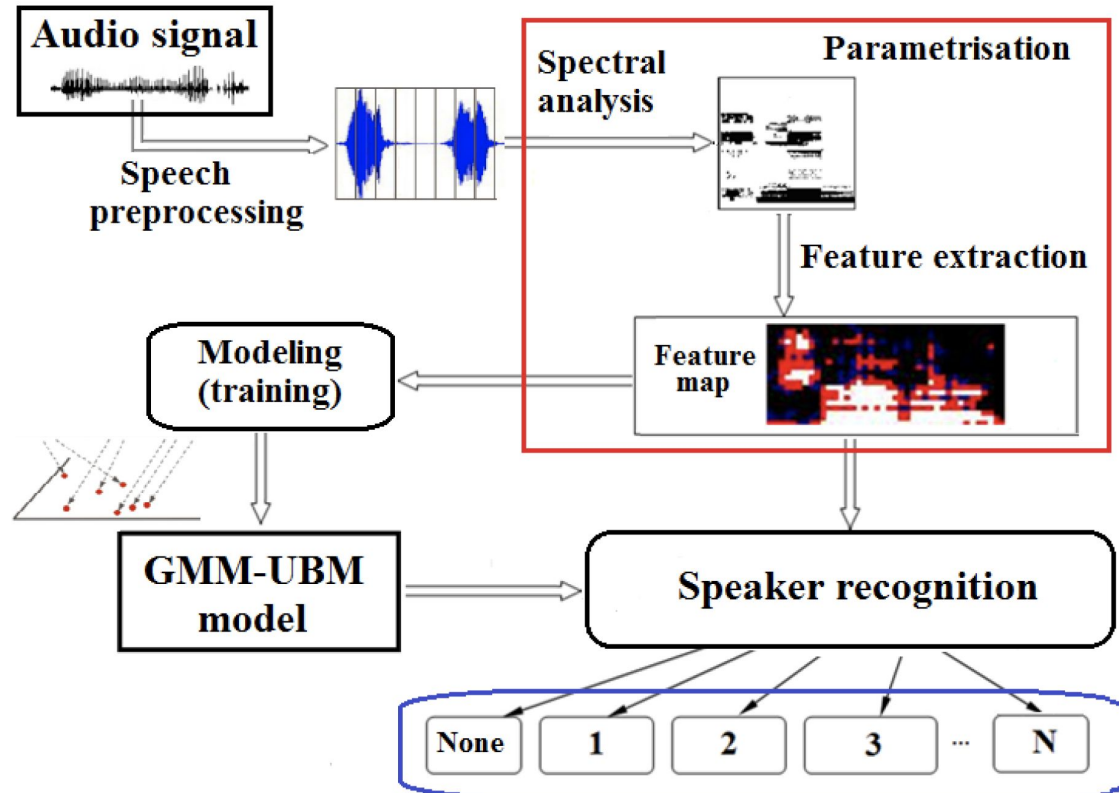 Audio signal
Spectral
analysis
Parametrisation
Speech
preprocessing
Feature extraction
Feature
map
Modeling
(training)
GMM-UBM
model
Speaker recognition
None
1
2
3
...
N